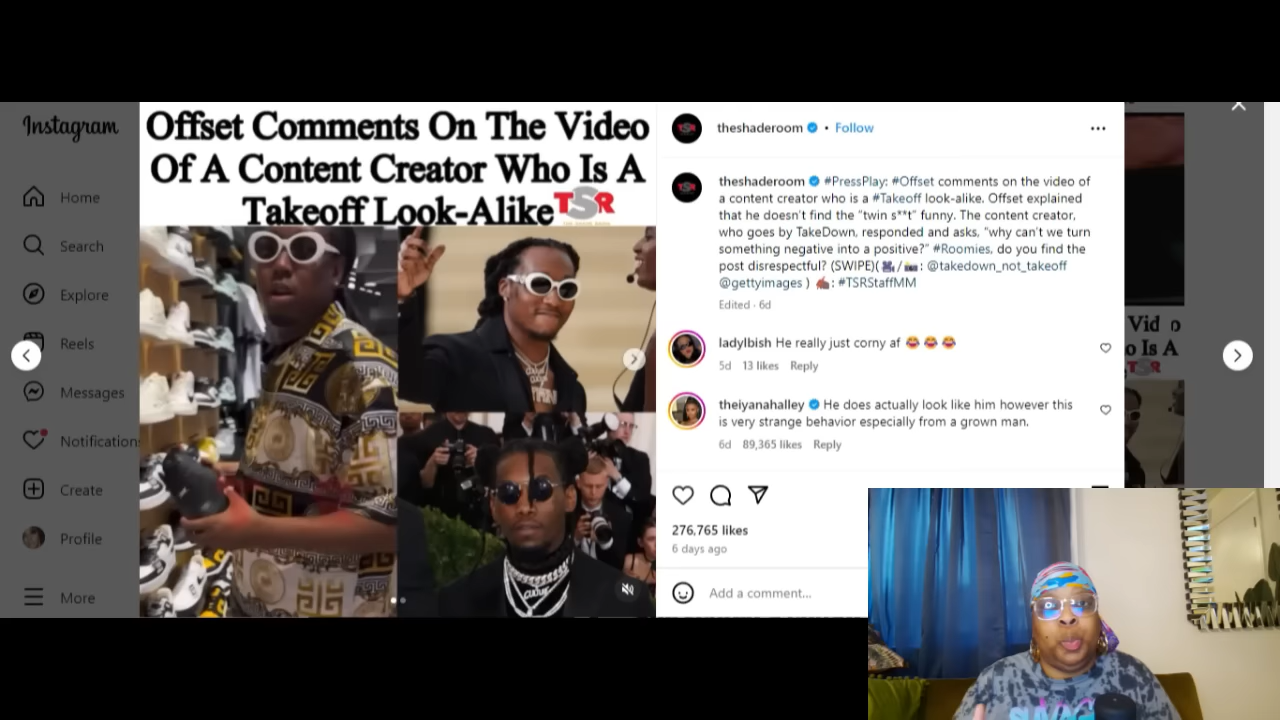 Instagram
Home
Search
Explore
Reels
Messages
Notification
Create
Profile
More
Offset Comments On The Video
Of A Content Creator Who Is A
Takeoff Look-Alike
TSR
theshaderoom • Follow
theshaderoom #PressPlay: #Offset comments on the video of
a content creator who is a #Takeoff look-alike. Offset explained
that he doesn't find the "twin s**t" funny. The content creator,
who goes by TakeDown, responded and asks, "why can't we turn
something negative into a positive?" #Roomies, do you find the
post disrespectful? (SWIPE)(🎥/📸: @takedown_not_takeoff
@gettyimages ) ✍🏾: #TSRStaffMM
Edited · 6d
ladylbish He really just corny af 😂 😂 😂
5d 13 likes Reply
theiyanahalley He does actually look like him however this
is very strange behavior especially from a grown man.
6d 89,365 likes Reply
276,765 likes
6 days ago
Add a comment...
Vid o
o Is A